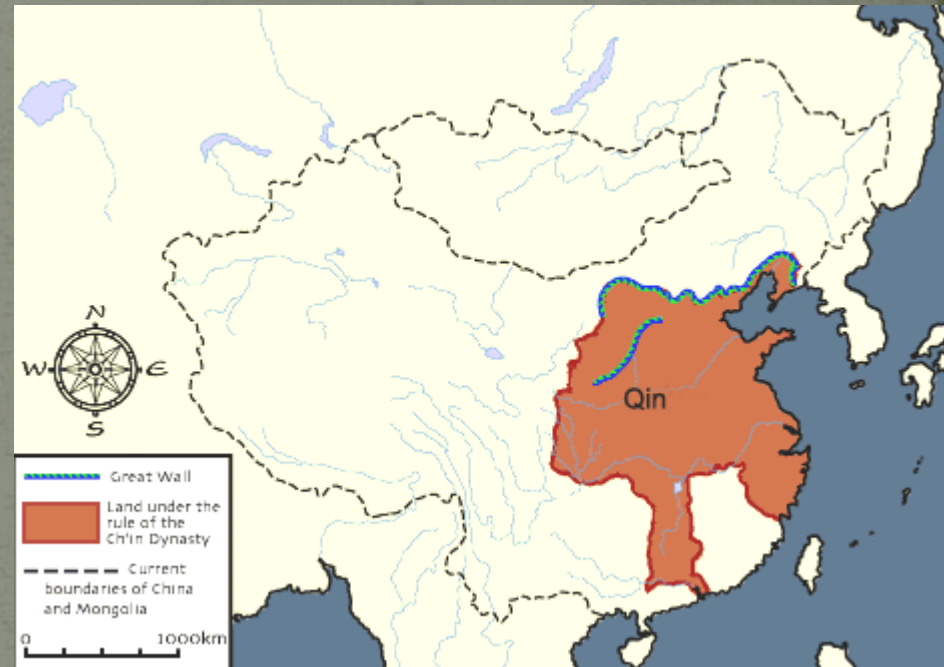 Qin
N
W E
S
Great Wall
Land under the
rule of the
Ch'in Dynasty
Current
boundaries of China
and Mongolia
0 1000km